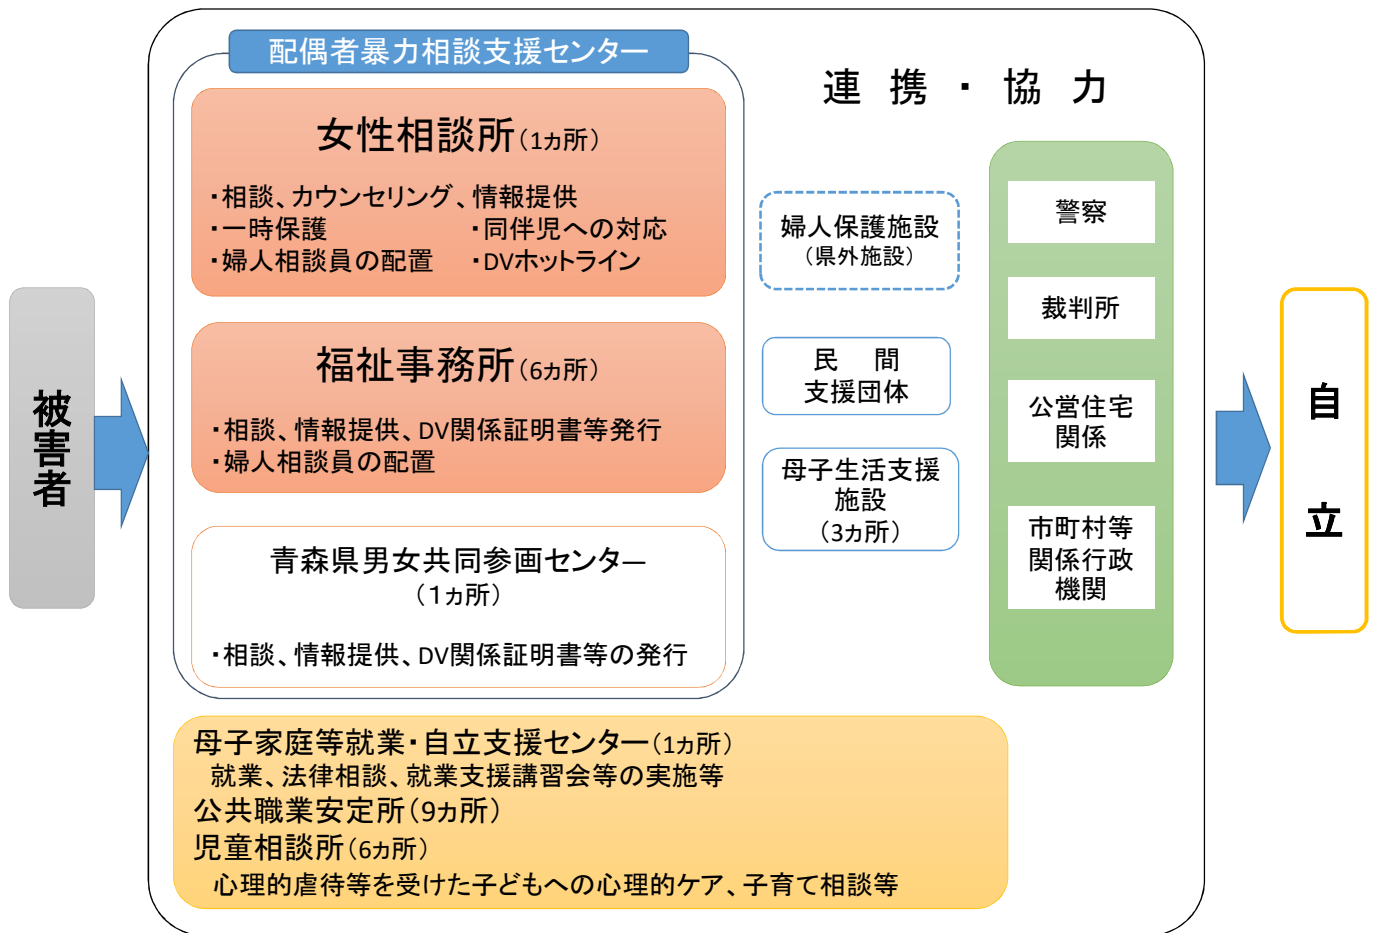 配偶者暴力相談支援センター
女性相談所(1ヵ所)
・相談、カウンセリング、情報提供
・一時保護 ・同伴児への対応
・婦人相談員の配置 ・DVホットライン
福祉事務所(6ヵ所)
・相談、情報提供、DV関係証明書等発行
・婦人相談員の配置
青森県男女共同参画センター
(1ヵ所)
・相談、情報提供、DV関係証明書等の発行
連携・協力
婦人保護施設
(県外施設)
民間
支援団体
母子生活支援
施設
(3ヵ所)
警察
裁判所
公営住宅
関係
市町村等
関係行政
機関
母子家庭等就業・自立支援センター(1ヵ所)
就業、法律相談、就業支援講習会等の実施等
公共職業安定所(9ヵ所)
児童相談所(6ヵ所)
心理的虐待等を受けた子どもへの心理的ケア、子育て相談等
被害者
自立